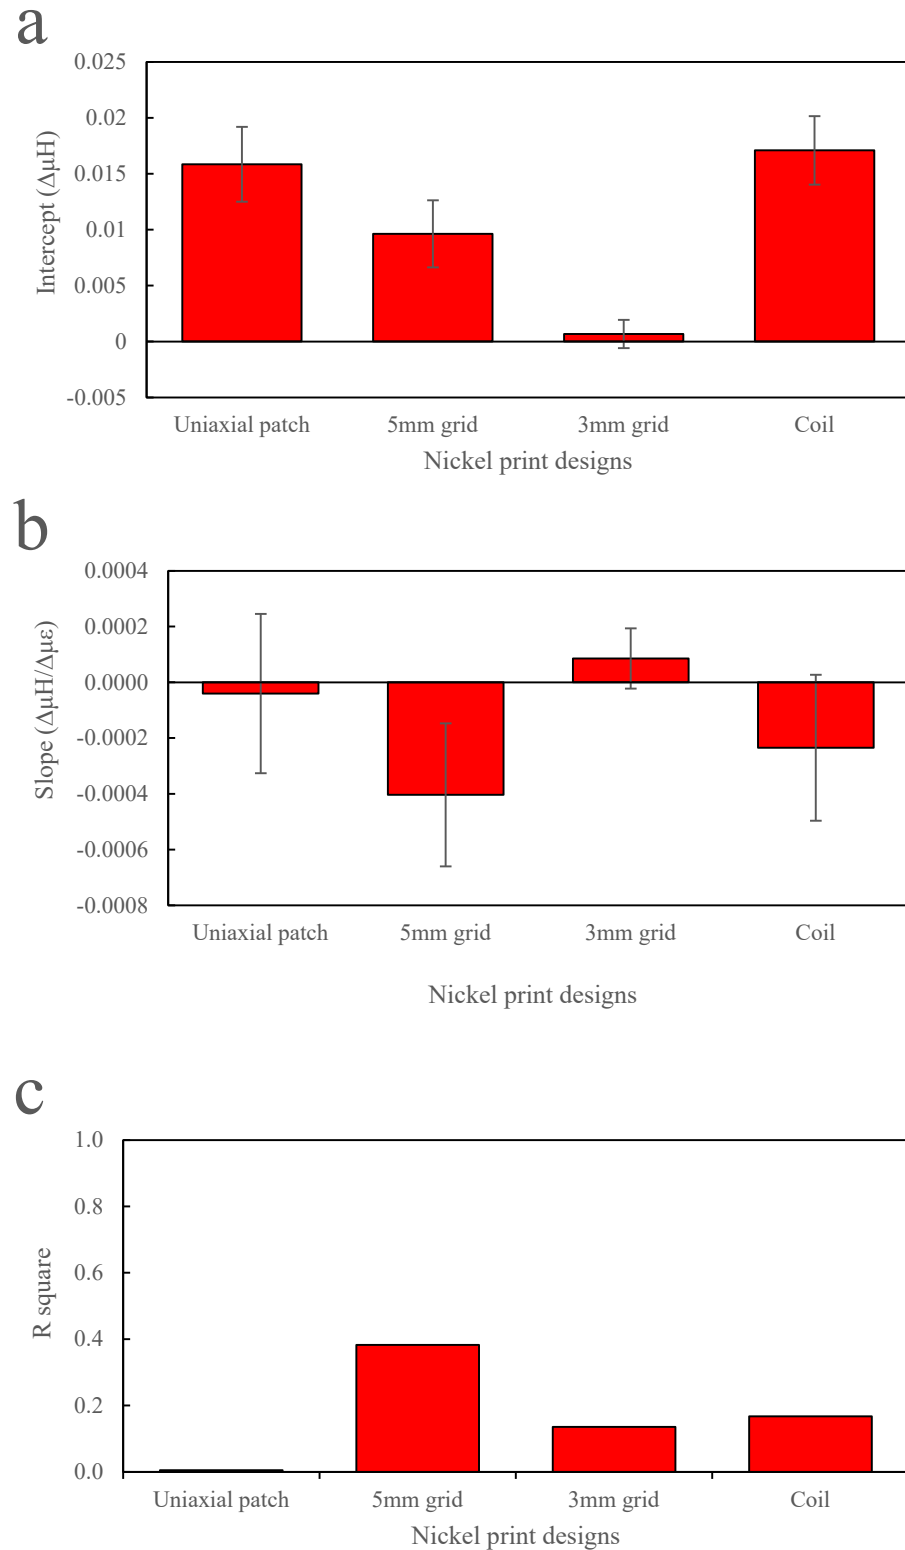 a
0.025
0.02
0.015
0.01
0.005
0
-0.005
Intercept (ΔμH)
Uniaxial patch 5mm grid 3mm grid Coil
Nickel print designs
b
0.0004
0.0002
0.0000
-0.0002
-0.0004
-0.0006
-0.0008
Slope (ΔμH/Δμε)
Uniaxial patch 5mm grid 3mm grid Coil
Nickel print designs
c
1.0
0.8
0.6
0.4
0.2
0.0
R square
Uniaxial patch 5mm grid 3mm grid Coil
Nickel print designs